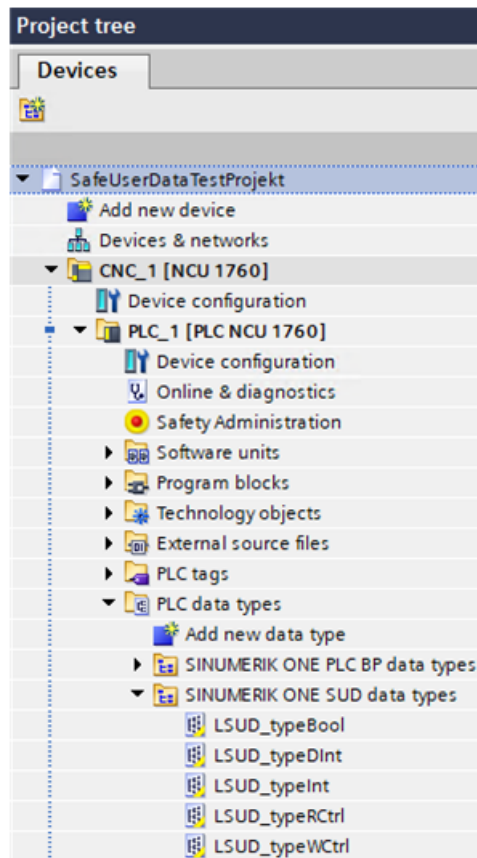 Project tree
Devices
SafeUserDataTestProjekt
Add new device
Devices & networks
CNC_1 [NCU 1760]
Device configuration
PLC_1 [PLC NCU 1760]
Device configuration
Online & diagnostics
Safety Administration
Software units
Program blocks
Technology objects
External source files
PLC tags
PLC data types
Add new data type
SINUMERIK ONE PLC BP data types
SINUMERIK ONE SUD data types
LSUD_typeBool
LSUD_typeDInt
LSUD_typeInt
LSUD_typeRCtrl
LSUD_typeWCtrl